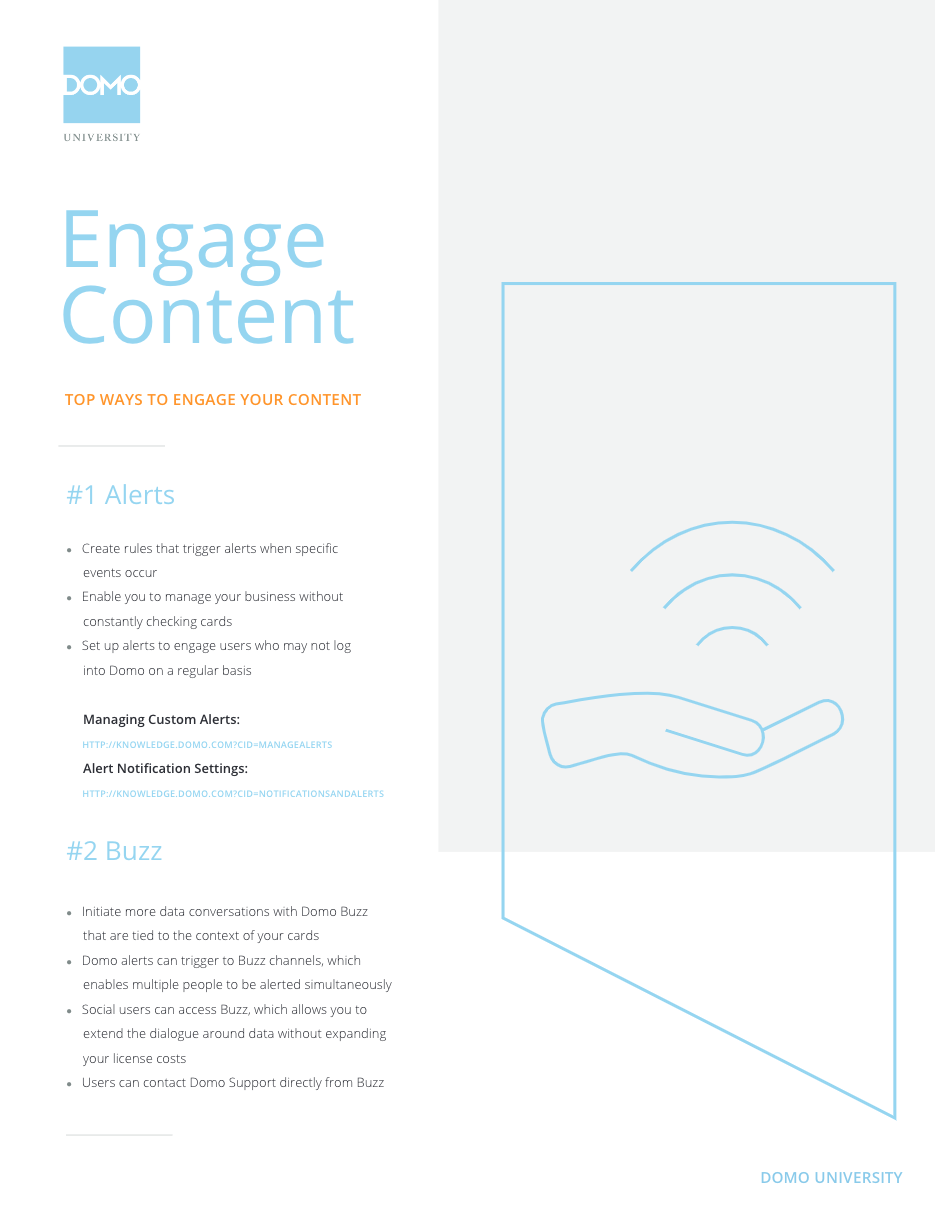 DOMO
UNIVERSITY
Engage
Content
TOP WAYS TO ENGAGE YOUR CONTENT
#1 Alerts
• Create rules that trigger alerts when specific
events occur
• Enable you to manage your business without
constantly checking cards
• Set up alerts to engage users who may not log
into Domo on a regular basis
Managing Custom Alerts:
HTTP://KNOWLEDGE.DOMO.COM?CID=MANAGEALERTS
Alert Notification Settings:
HTTP://KNOWLEDGE.DOMO.COM?CID=NOTIFICATIONSANDALERTS
#2 Buzz
• Initiate more data conversations with Domo Buzz
that are tied to the context of your cards
• Domo alerts can trigger to Buzz channels, which
enables multiple people to be alerted simultaneously
• Social users can access Buzz, which allows you to
extend the dialogue around data without expanding
your license costs
• Users can contact Domo Support directly from Buzz
DOMO UNIVERSITY